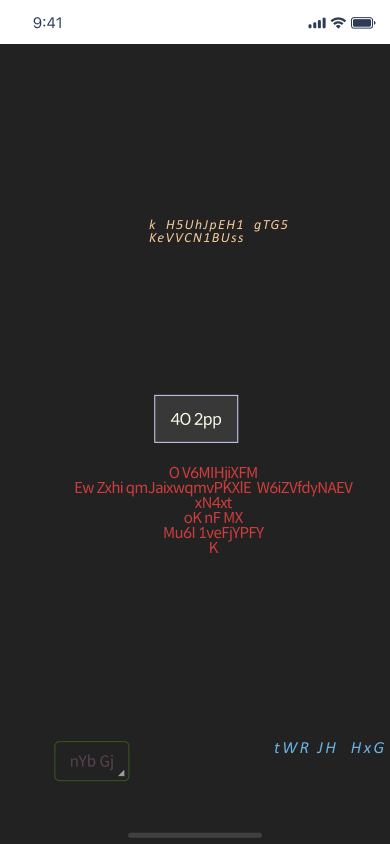 9:41
k H5UhJpEH1 gTG5
KeVVCN1BUss
4O 2pp
O V6MIHjiXFM
Ew Zxhi qmJaixwqmvPKXlE W6iZVfdyNAEV
xN4xt
oK nF MX
Mu6I 1veFjYPFY
K
tWR JH HxG
nYb Gj